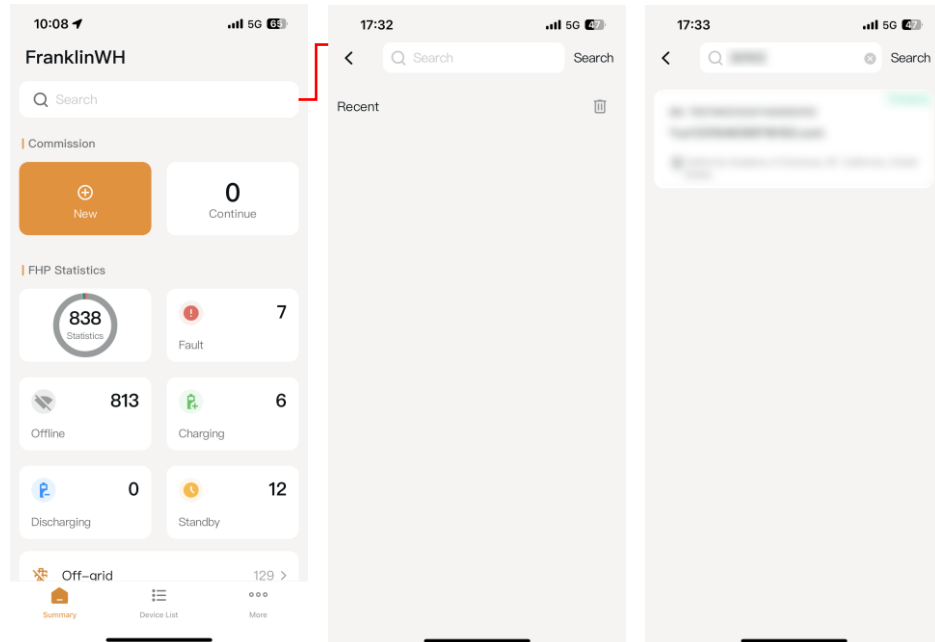 10:08
5G 65
FranklinWH
Search
Commission
New
0
Continue
FHP Statistics
838
Statistics
7
Fault
813
Offline
6
Charging
0
Discharging
12
Standby
Off-grid
129
Summary
Device List
More
17:32
5G 47
Search
Search
Recent
17:33
5G 47
Search